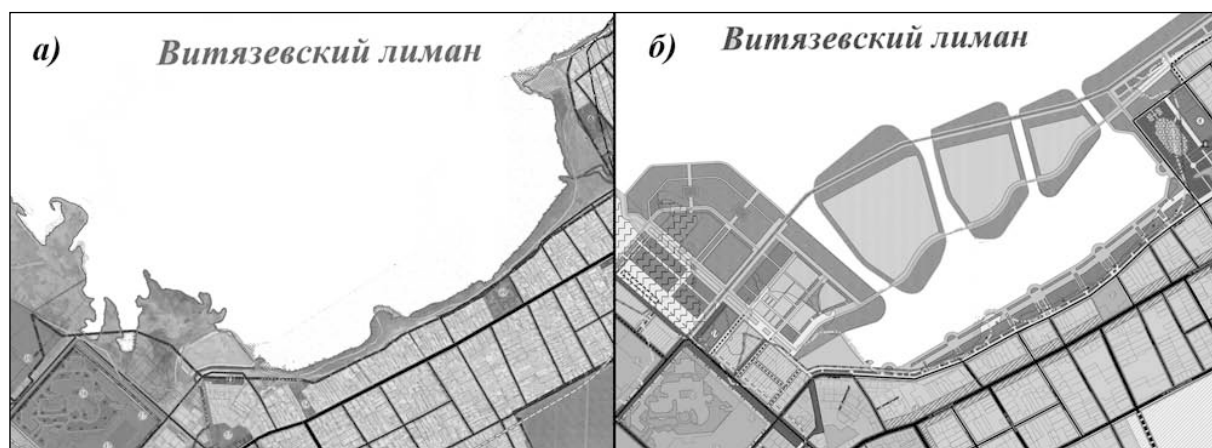 а)
Витязевский лиман
б)
Витязевский лиман